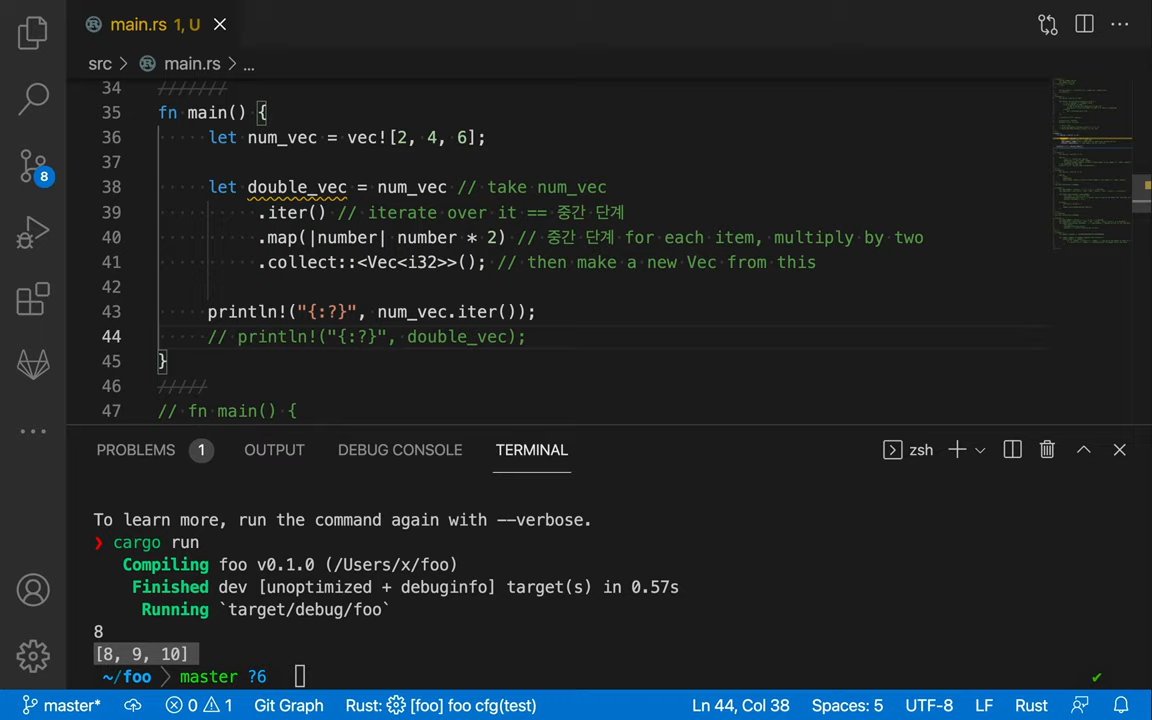 main.rs 1, U
src > main.rs > ...
34 ///////
35 fn main() {
36 let num_vec = vec![2, 4, 6];
37
38 let double_vec = num_vec // take num_vec
39 .iter() // iterate over it == 중간 단계
40 .map(|number| number * 2) // 중간 단계 for each item, multiply by two
41 .collect::<Vec<i32>>(); // then make a new Vec from this
42
43 println!("{:?}", num_vec.iter());
44 // println!("{:?}", double_vec);
45 }
46 /////
47 // fn main() {
8
PROBLEMS 1 OUTPUT DEBUG CONSOLE TERMINAL zsh
To learn more, run the command again with --verbose.
❯ cargo run
Compiling foo v0.1.0 (/Users/x/foo)
Finished dev [unoptimized + debuginfo] target(s) in 0.57s
Running `target/debug/foo`
8
[8, 9, 10]
~/foo > master ?6
master* 0 1 Git Graph Rust: [foo] foo cfg(test) Ln 44, Col 38 Spaces: 5 UTF-8 LF Rust